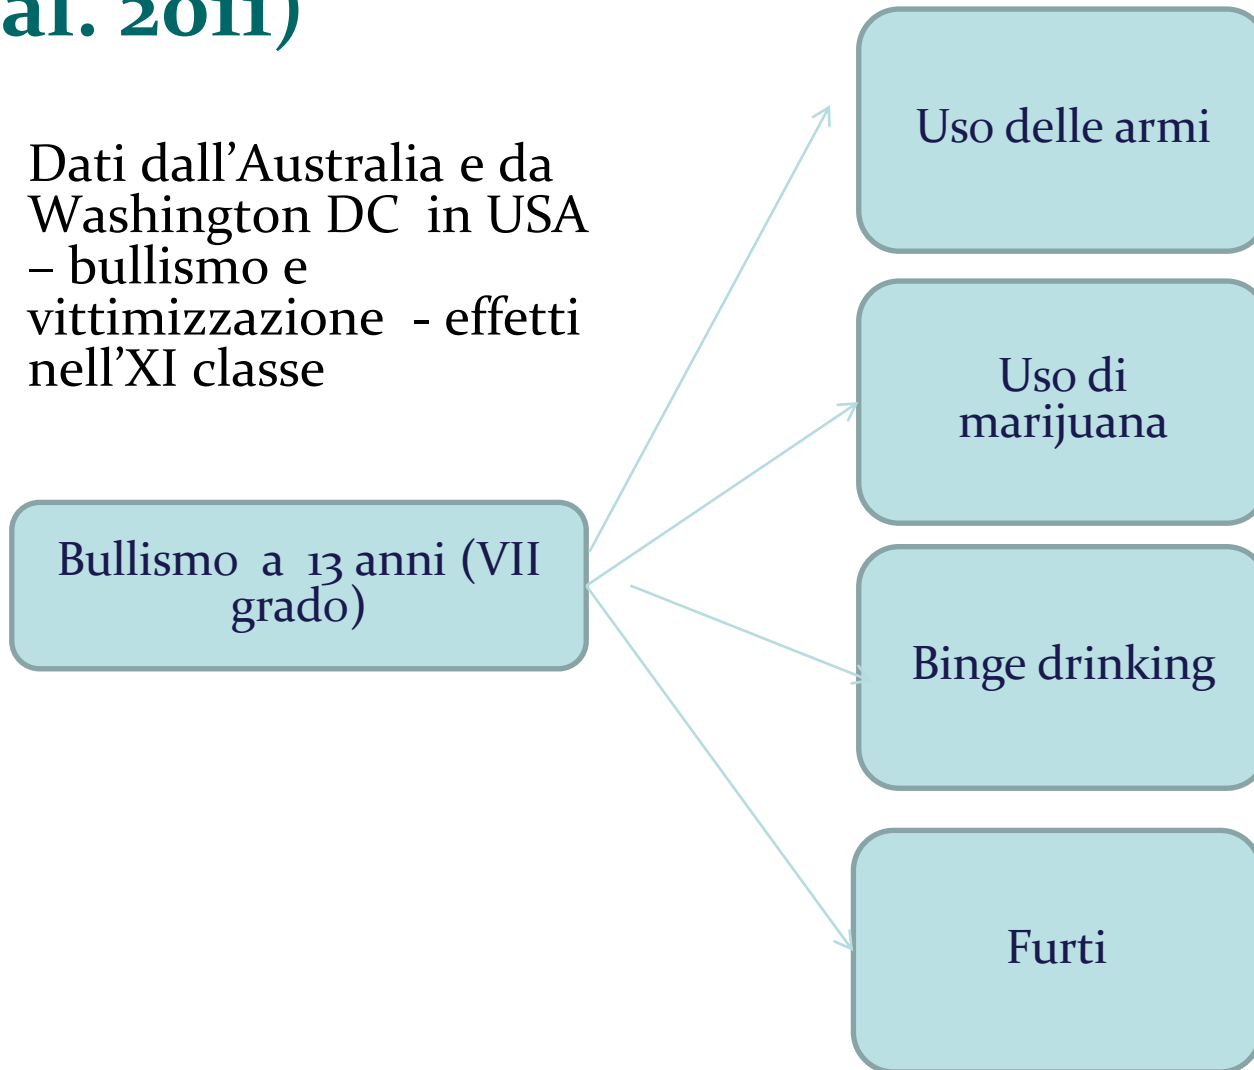 al. 2011)
Dati dall’Australia e da
Washington DC  in USA
– bullismo e
vittimizzazione  - effetti
nell’XI classe
Bullismo  a  13 anni (VII
grado)
Uso delle armi
Uso di
marijuana
Binge drinking
Furti